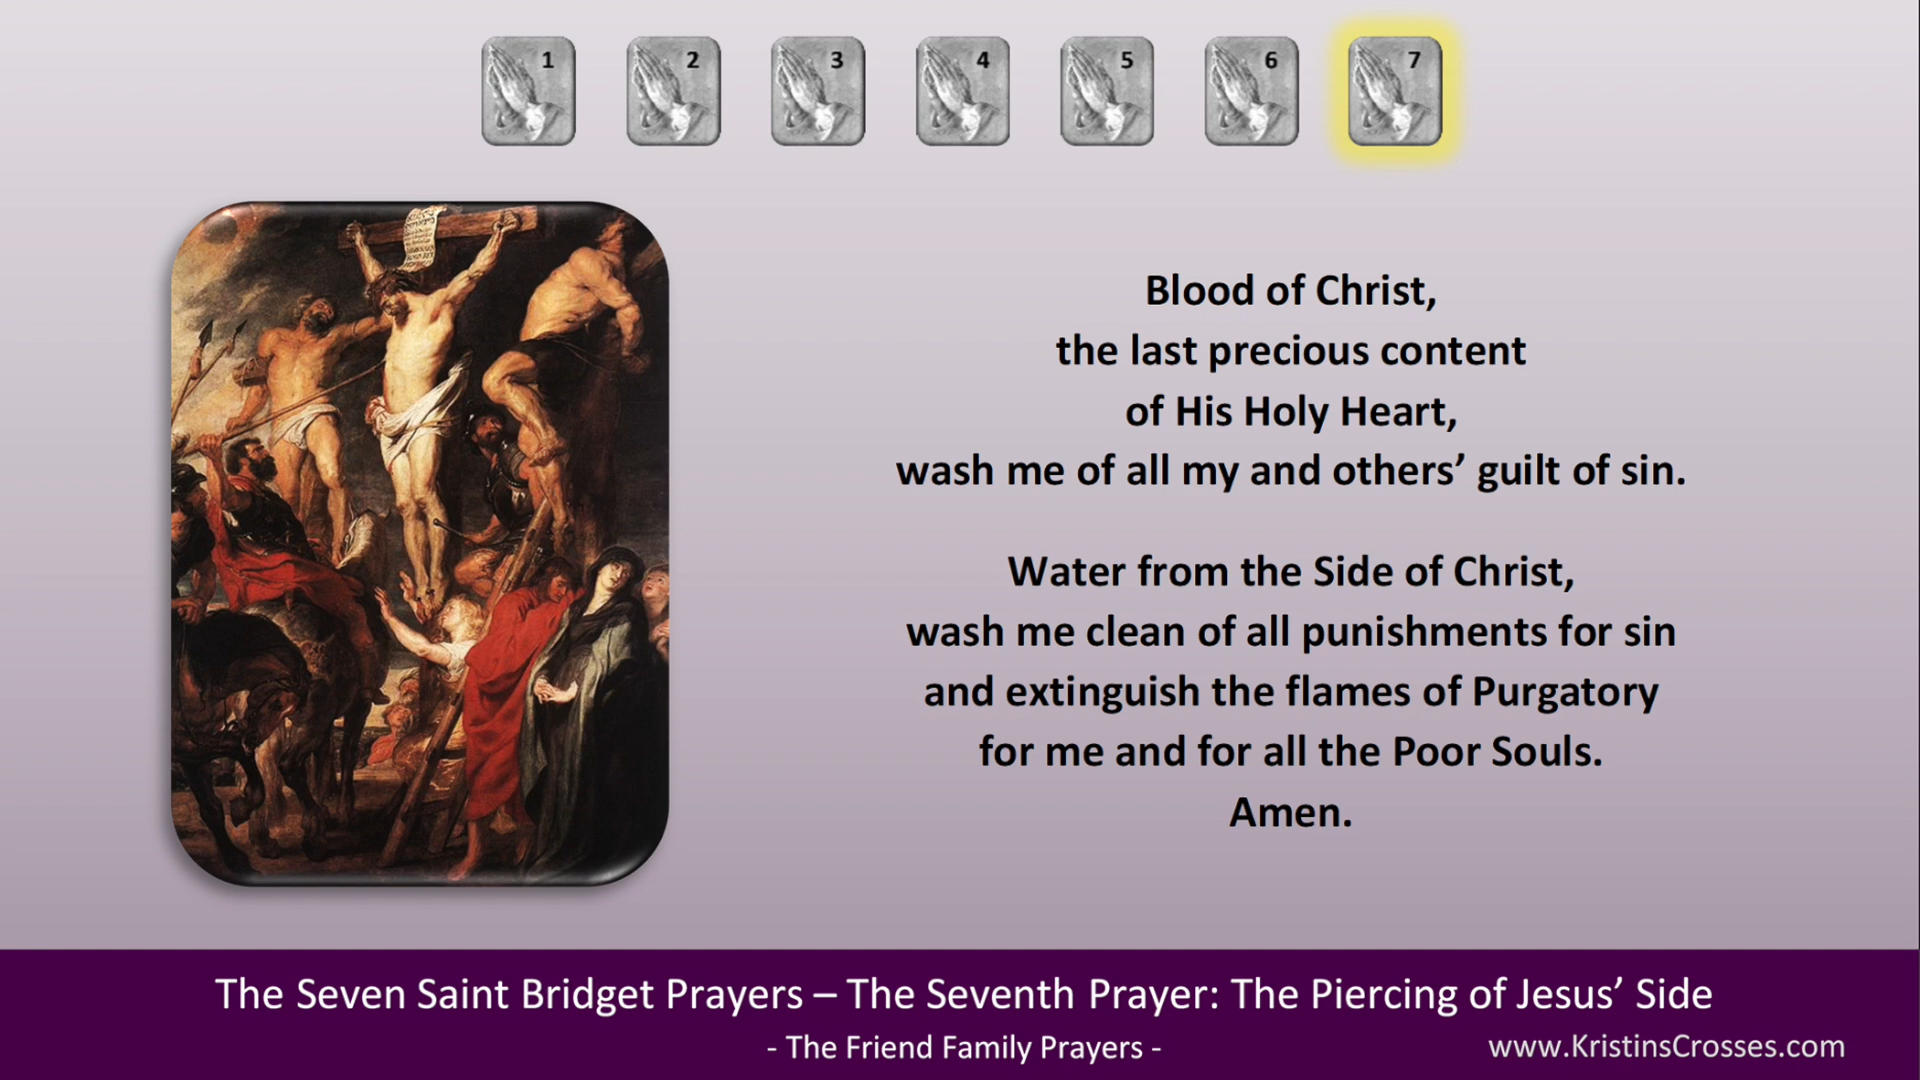 1 2 3 4 5 6 7
Blood of Christ,
the last precious content
of His Holy Heart,
wash me of all my and others’ guilt of sin.
Water from the Side of Christ,
wash me clean of all punishments for sin
and extinguish the flames of Purgatory
for me and for all the Poor Souls.
Amen.
The Seven Saint Bridget Prayers – The Seventh Prayer: The Piercing of Jesus’ Side
- The Friend Family Prayers -
www.KristinsCrosses.com